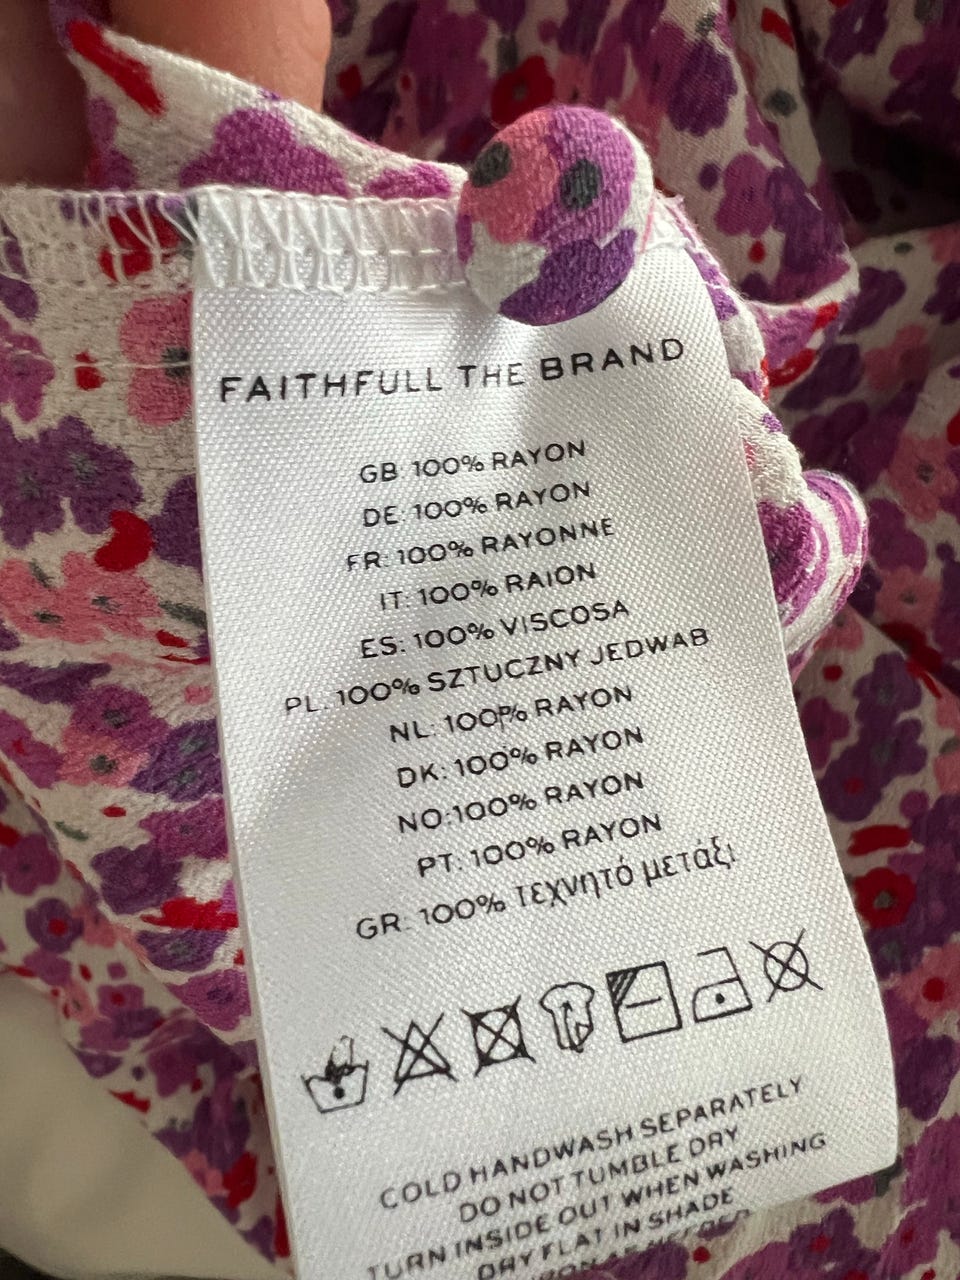 FAITHFULL THE BRAND
GB 100% RAYON
DE: 100% RAYON
FR: 100% RAYONNE
IT: 100% RAION
ES: 100% VISCOSA
PL. 100% SZTUCZNY JEDWAB
NL: 100% RAYON
DK: 100% RAYON
NO:100% RAYON
PT: 100% RAYON
GR: 100% τεχνητό μετάξι
COLD HANDWASH SEPARATELY
DO NOT TUMBLE DRY
TURN INSIDE OUT WHEN WASHING
DRY FLAT IN SHADE